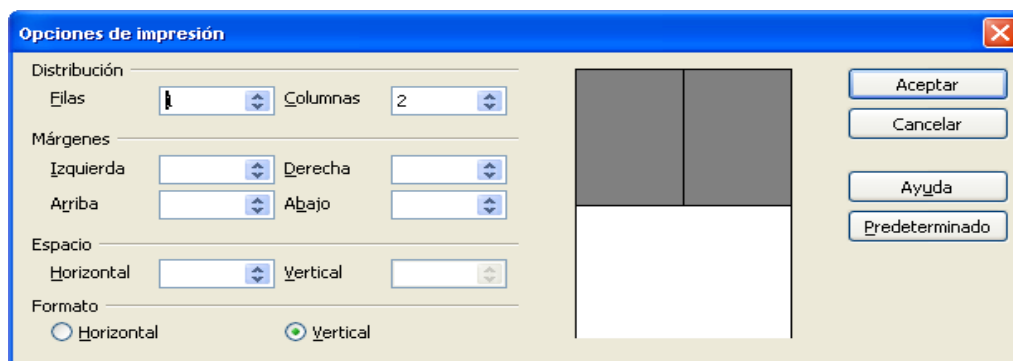 Opciones de impresión
Distribución
Filas 1 Columnas 2
Márgenes
Izquierda Derecha
Arriba Abajo
Espacio
Horizontal Vertical
Formato
Horizontal Vertical
Aceptar
Cancelar
Ayuda
Predeterminado